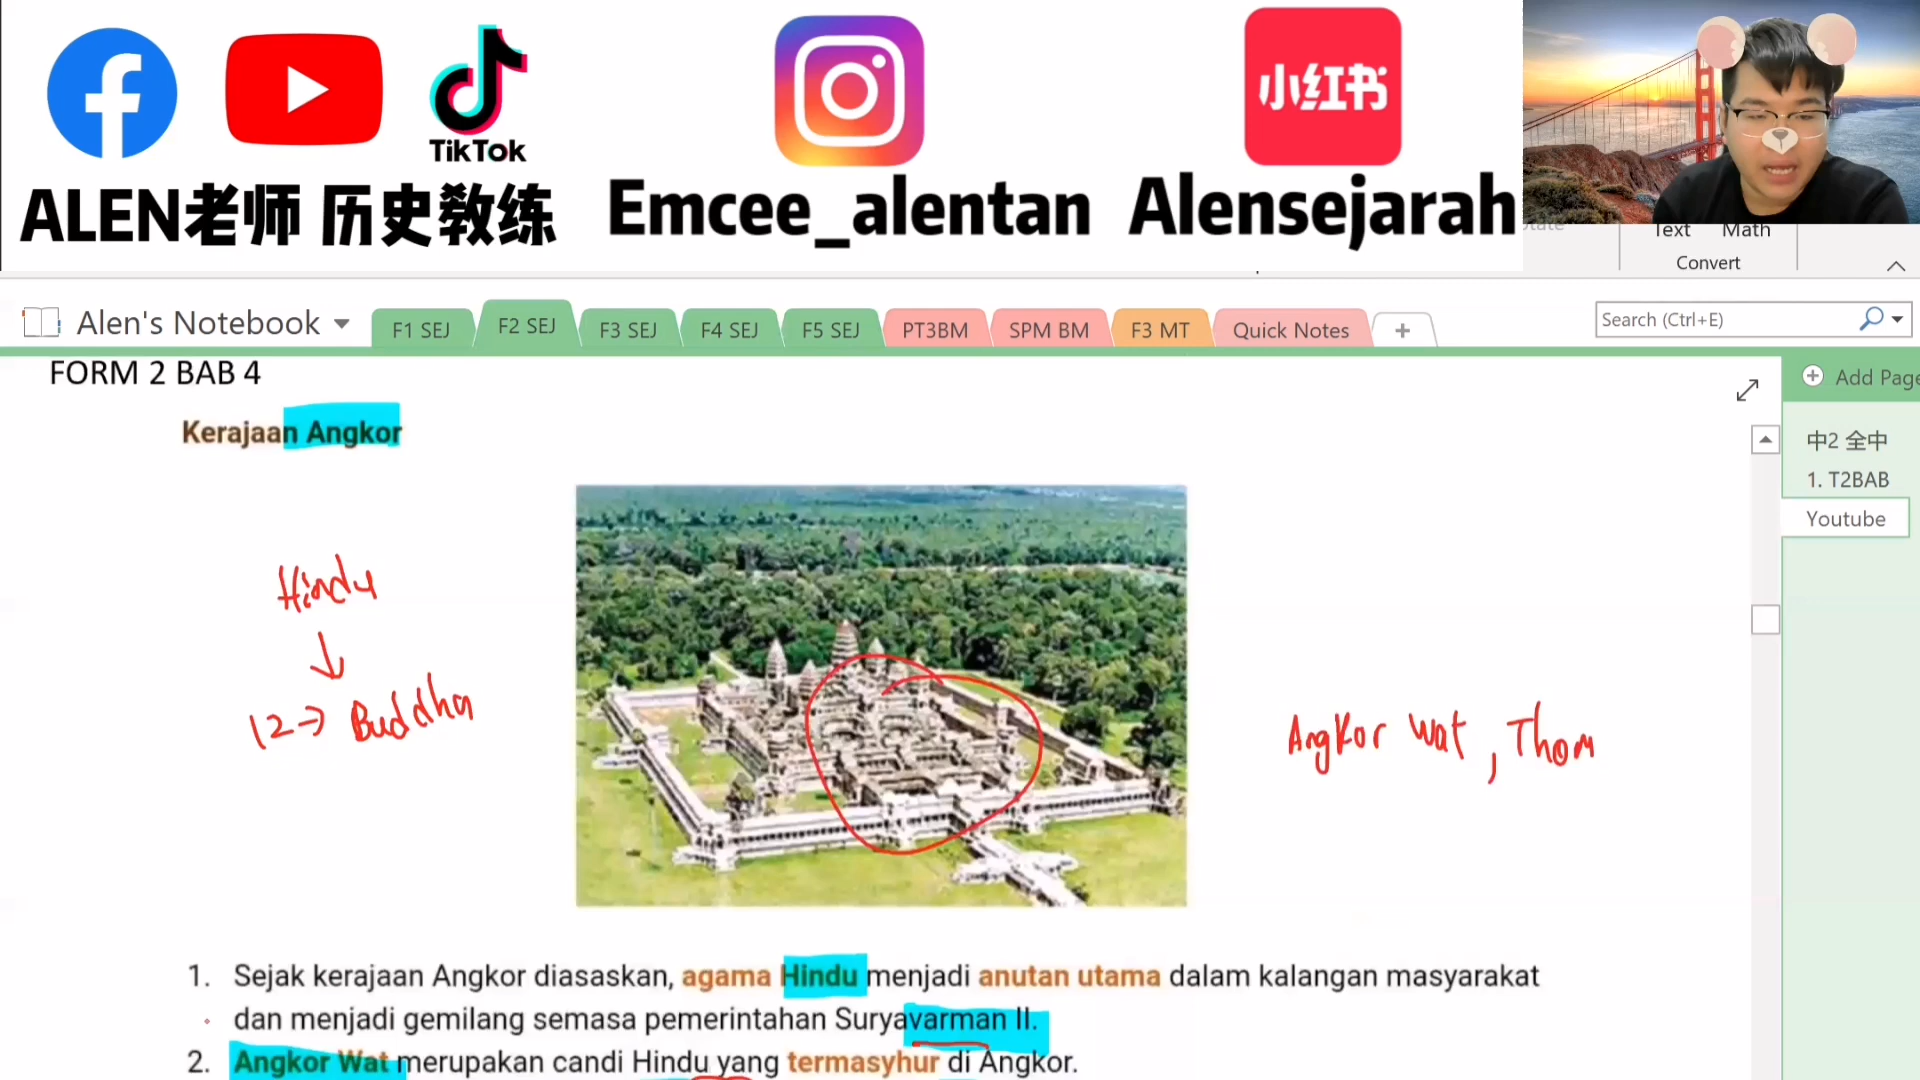 小红书
TikTok
ALEN老师 历史教练
Emcee_alentan
Alensejarah
Text Math
Convert
Alen's Notebook
F1 SEJ
F2 SEJ
F3 SEJ
F4 SEJ
F5 SEJ
PT3BM
SPM BM
F3 MT
Quick Notes
Search (Ctrl+E)
FORM 2 BAB 4
Add Page
Kerajaan Angkor
中2 全中
1. T2BAB
Youtube
Hindu
12→ Buddha
Angkor Wat , Thom
1. Sejak kerajaan Angkor diasaskan, agama Hindu menjadi anutan utama dalam kalangan masyarakat
dan menjadi gemilang semasa pemerintahan Suryavarman II.
2. Angkor Wat merupakan candi Hindu yang termasyhur di Angkor.